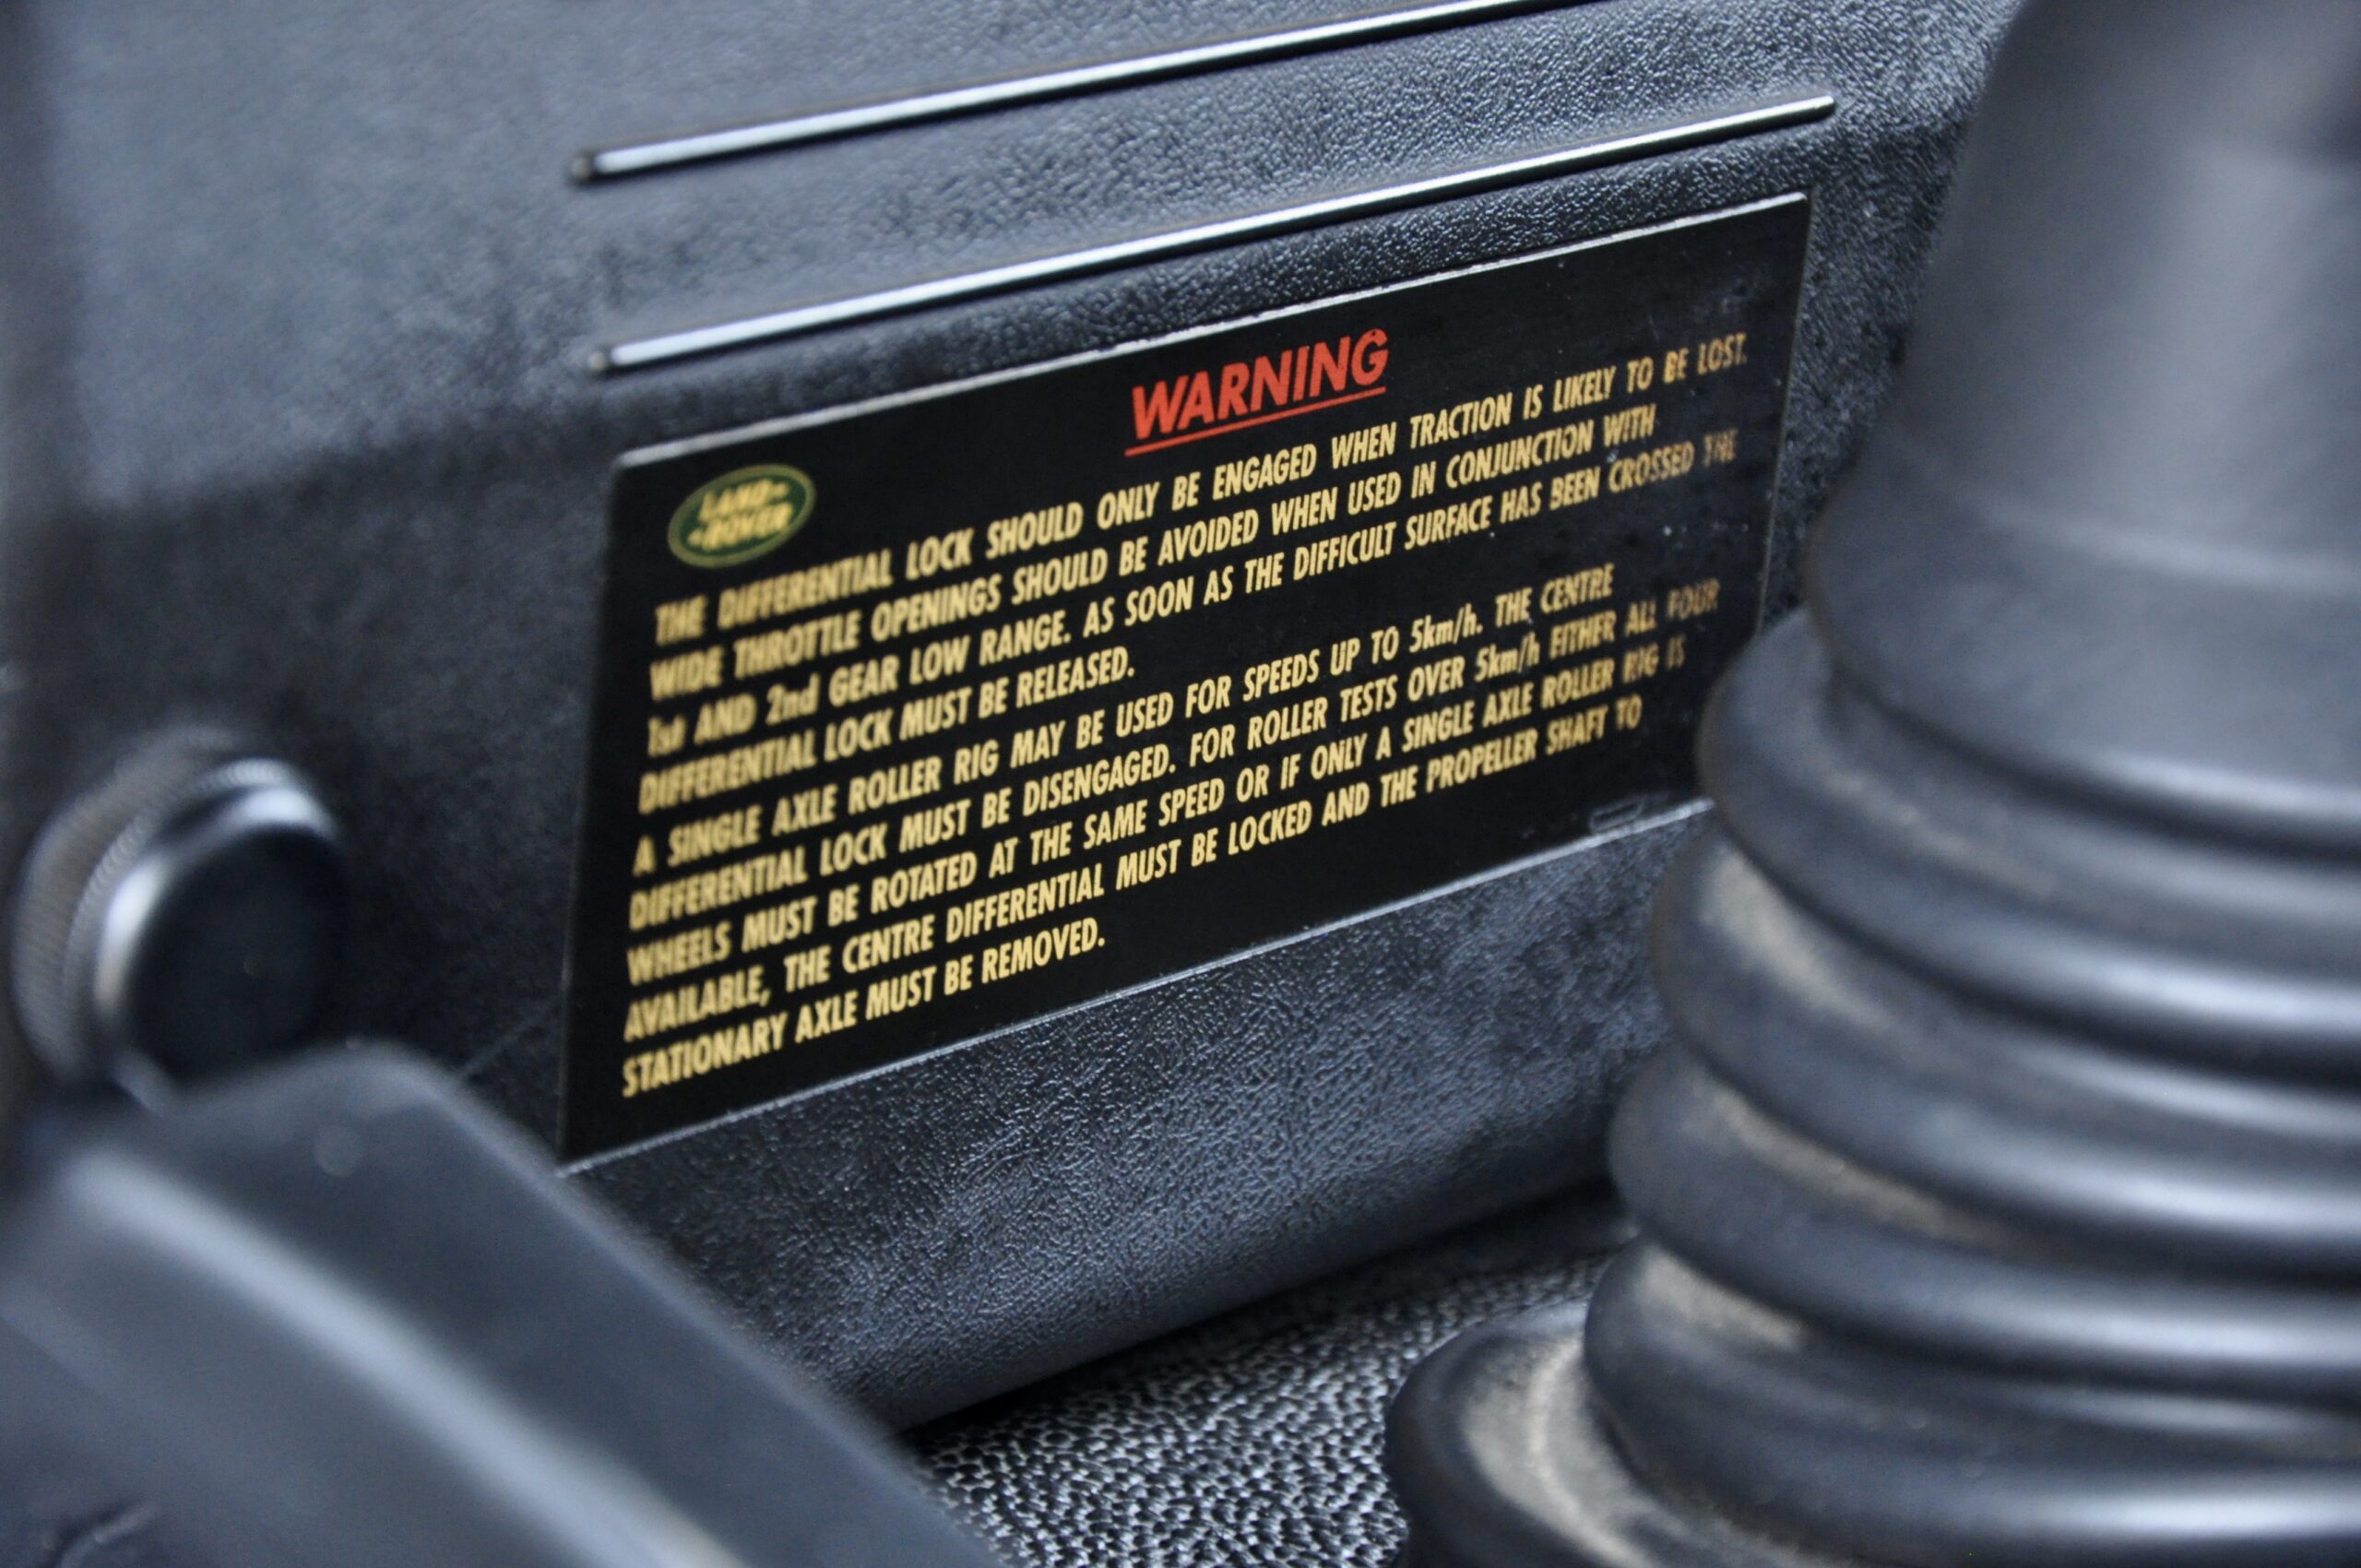 WARNING
LAND-
-ROVER
THE DIFFERENTIAL LOCK SHOULD ONLY BE ENGAGED WHEN TRACTION IS LIKELY TO BE LOST.
WIDE THROTTLE OPENINGS SHOULD BE AVOIDED WHEN USED IN CONJUNCTION WITH
1st AND 2nd GEAR LOW RANGE. AS SOON AS THE DIFFICULT SURFACE HAS BEEN CROSSED THE
DIFFERENTIAL LOCK MUST BE RELEASED.
A SINGLE AXLE ROLLER RIG MAY BE USED FOR SPEEDS UP TO 5km/h. THE CENTRE
DIFFERENTIAL LOCK MUST BE DISENGAGED. FOR ROLLER TESTS OVER 5km/h EITHER ALL FOUR
WHEELS MUST BE ROTATED AT THE SAME SPEED OR IF ONLY A SINGLE AXLE ROLLER RIG IS
AVAILABLE, THE CENTRE DIFFERENTIAL MUST BE LOCKED AND THE PROPELLER SHAFT TO
STATIONARY AXLE MUST BE REMOVED.